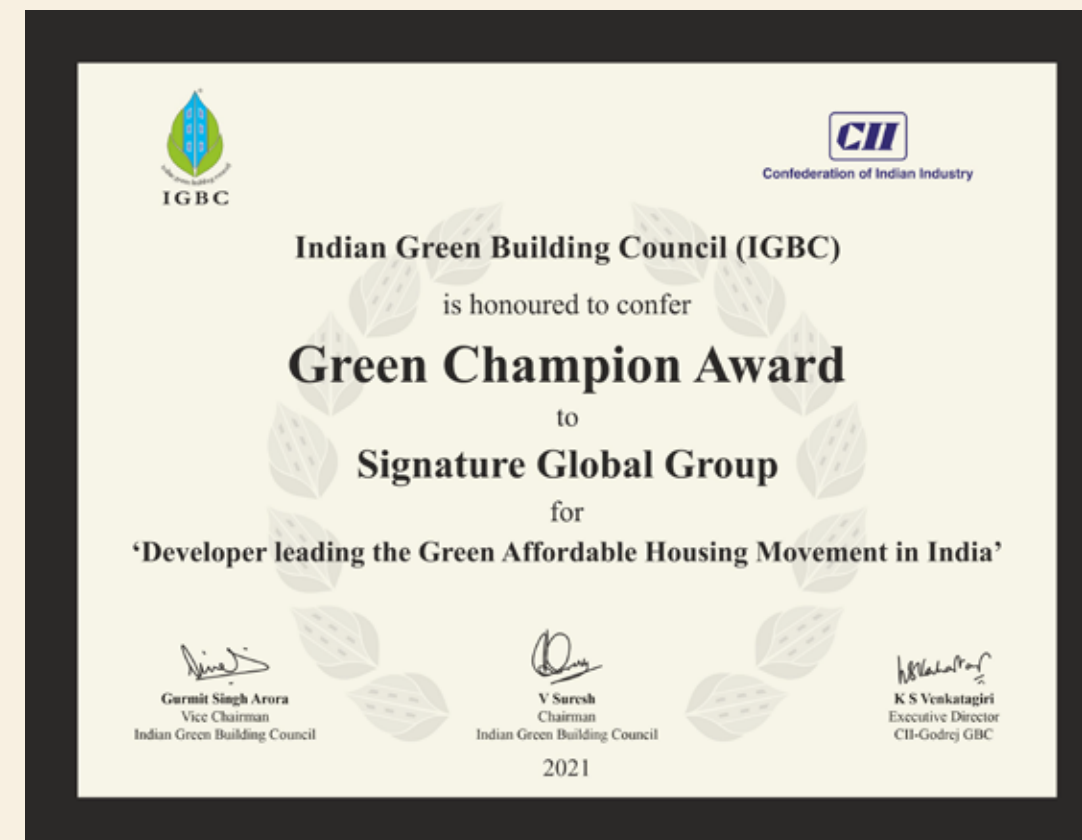 IGBC
CII
Confederation of Indian Industry
Indian Green Building Council (IGBC)
is honoured to confer
Green Champion Award
to
Signature Global Group
for
‘Developer leading the Green Affordable Housing Movement in India’
Gurmit Singh Arora
Vice Chairman
Indian Green Building Council
V Suresh
Chairman
Indian Green Building Council
K S Venkatagiri
Executive Director
CII-Godrej GBC
2021